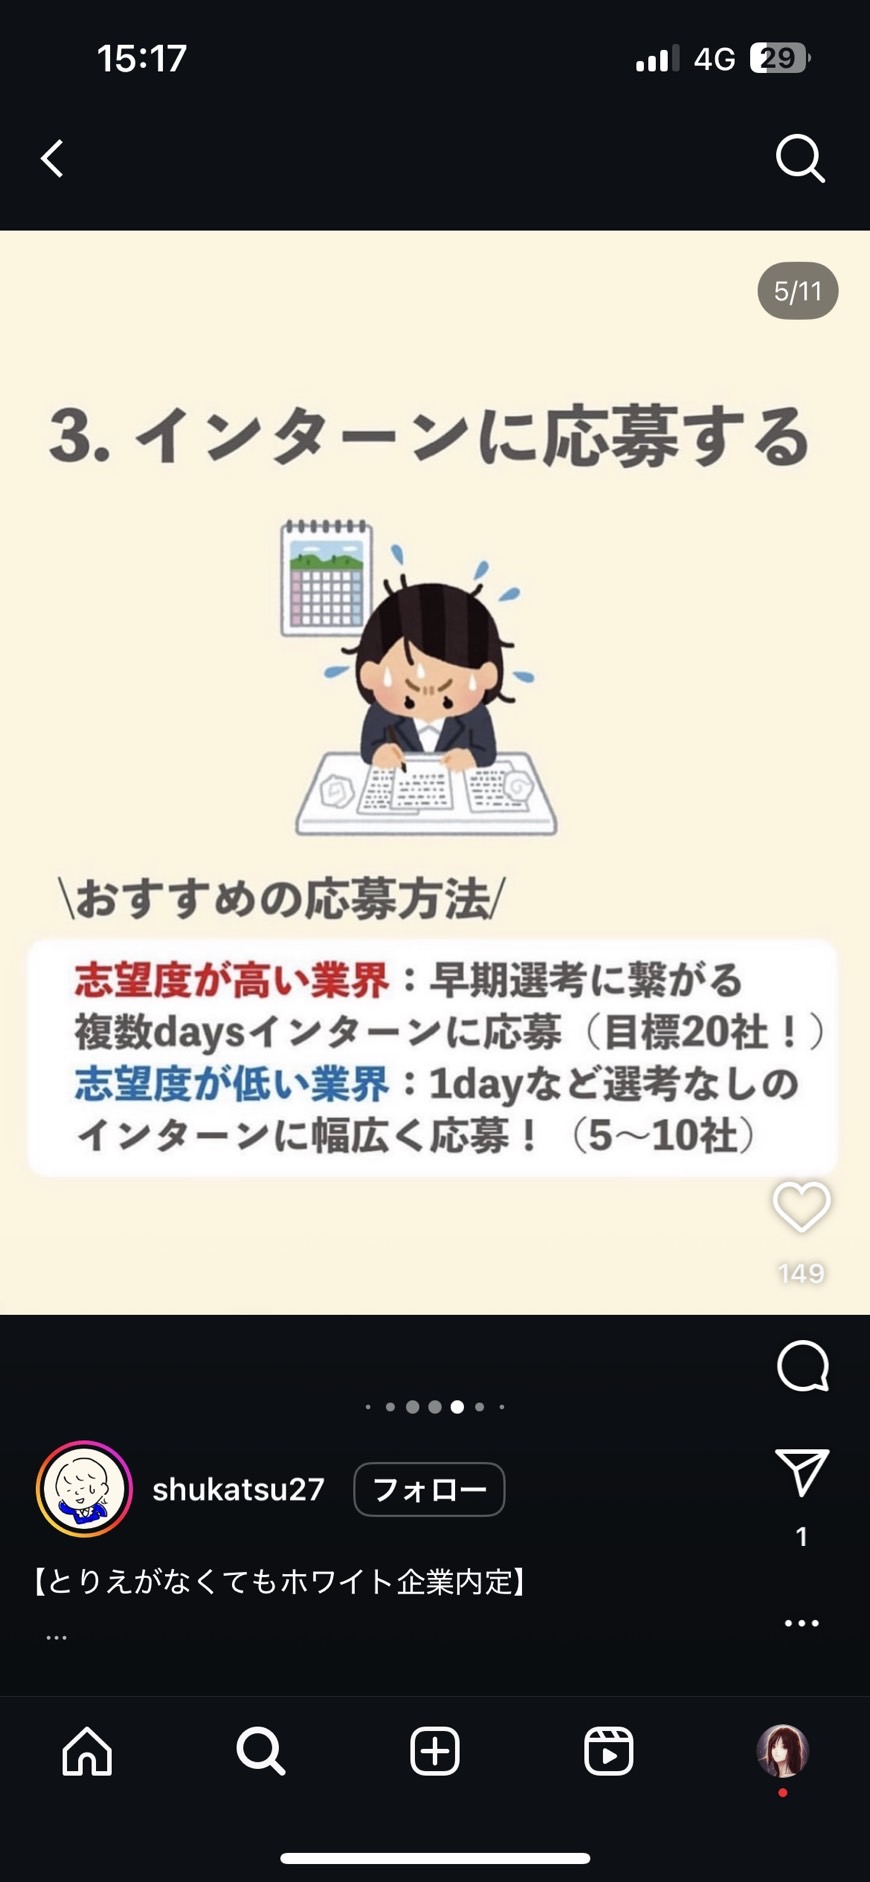 15:17
4G 29
5/11
3. インターンに応募する
\おすすめの応募方法/
志望度が高い業界：早期選考に繋がる
複数daysインターンに応募（目標20社！）
志望度が低い業界：1dayなど選考なしの
インターンに幅広く応募！（5〜10社）
149
shukatsu27 フォロー
1
【とりえがなくてもホワイト企業内定】
...